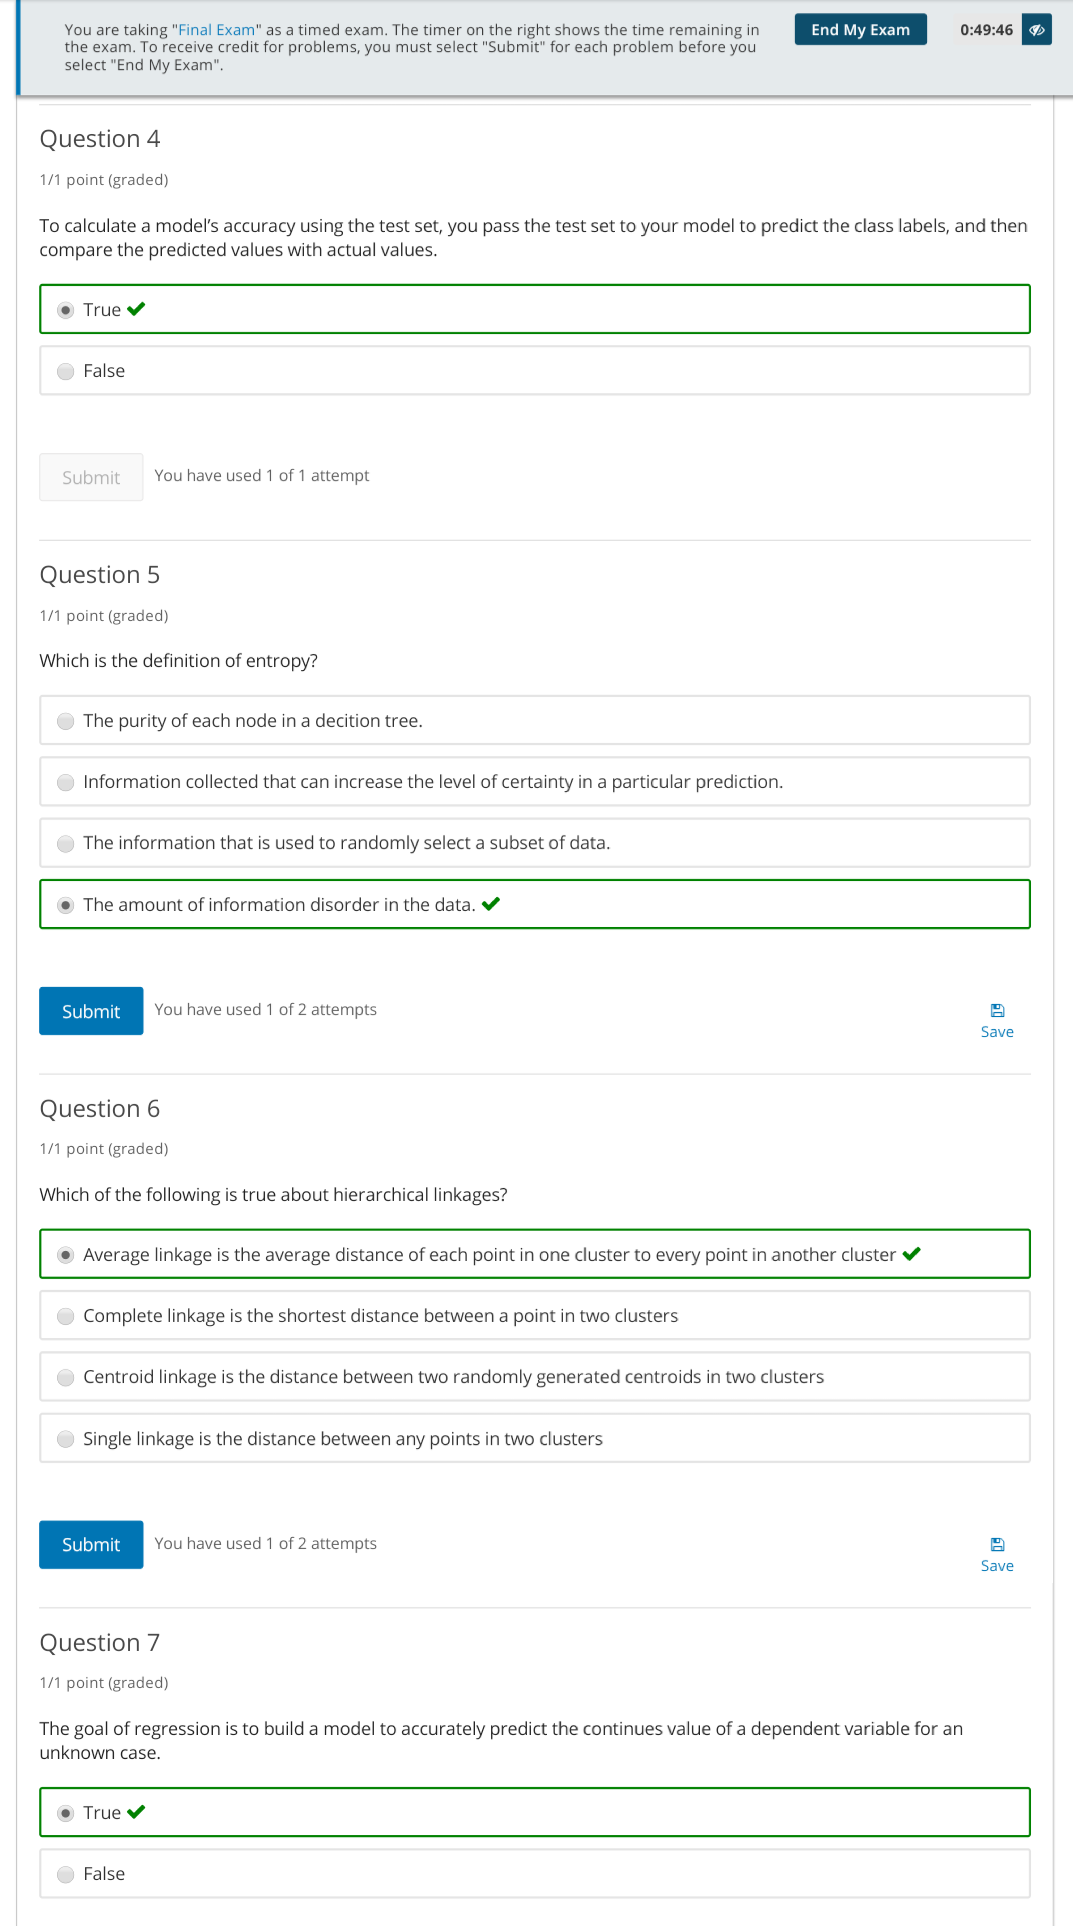 You are taking "Final Exam" as a timed exam. The timer on the right shows the time remaining in
the exam. To receive credit for problems, you must select "Submit" for each problem before you
select "End My Exam".
End My Exam
0:49:46
Question 4
1/1 point (graded)
To calculate a model’s accuracy using the test set, you pass the test set to your model to predict the class labels, and then
compare the predicted values with actual values.
True
False
Submit
You have used 1 of 1 attempt
Question 5
1/1 point (graded)
Which is the definition of entropy?
The purity of each node in a decition tree.
Information collected that can increase the level of certainty in a particular prediction.
The information that is used to randomly select a subset of data.
The amount of information disorder in the data.
Submit
You have used 1 of 2 attempts
Save
Question 6
1/1 point (graded)
Which of the following is true about hierarchical linkages?
Average linkage is the average distance of each point in one cluster to every point in another cluster
Complete linkage is the shortest distance between a point in two clusters
Centroid linkage is the distance between two randomly generated centroids in two clusters
Single linkage is the distance between any points in two clusters
Submit
You have used 1 of 2 attempts
Save
Question 7
1/1 point (graded)
The goal of regression is to build a model to accurately predict the continues value of a dependent variable for an
unknown case.
True
False